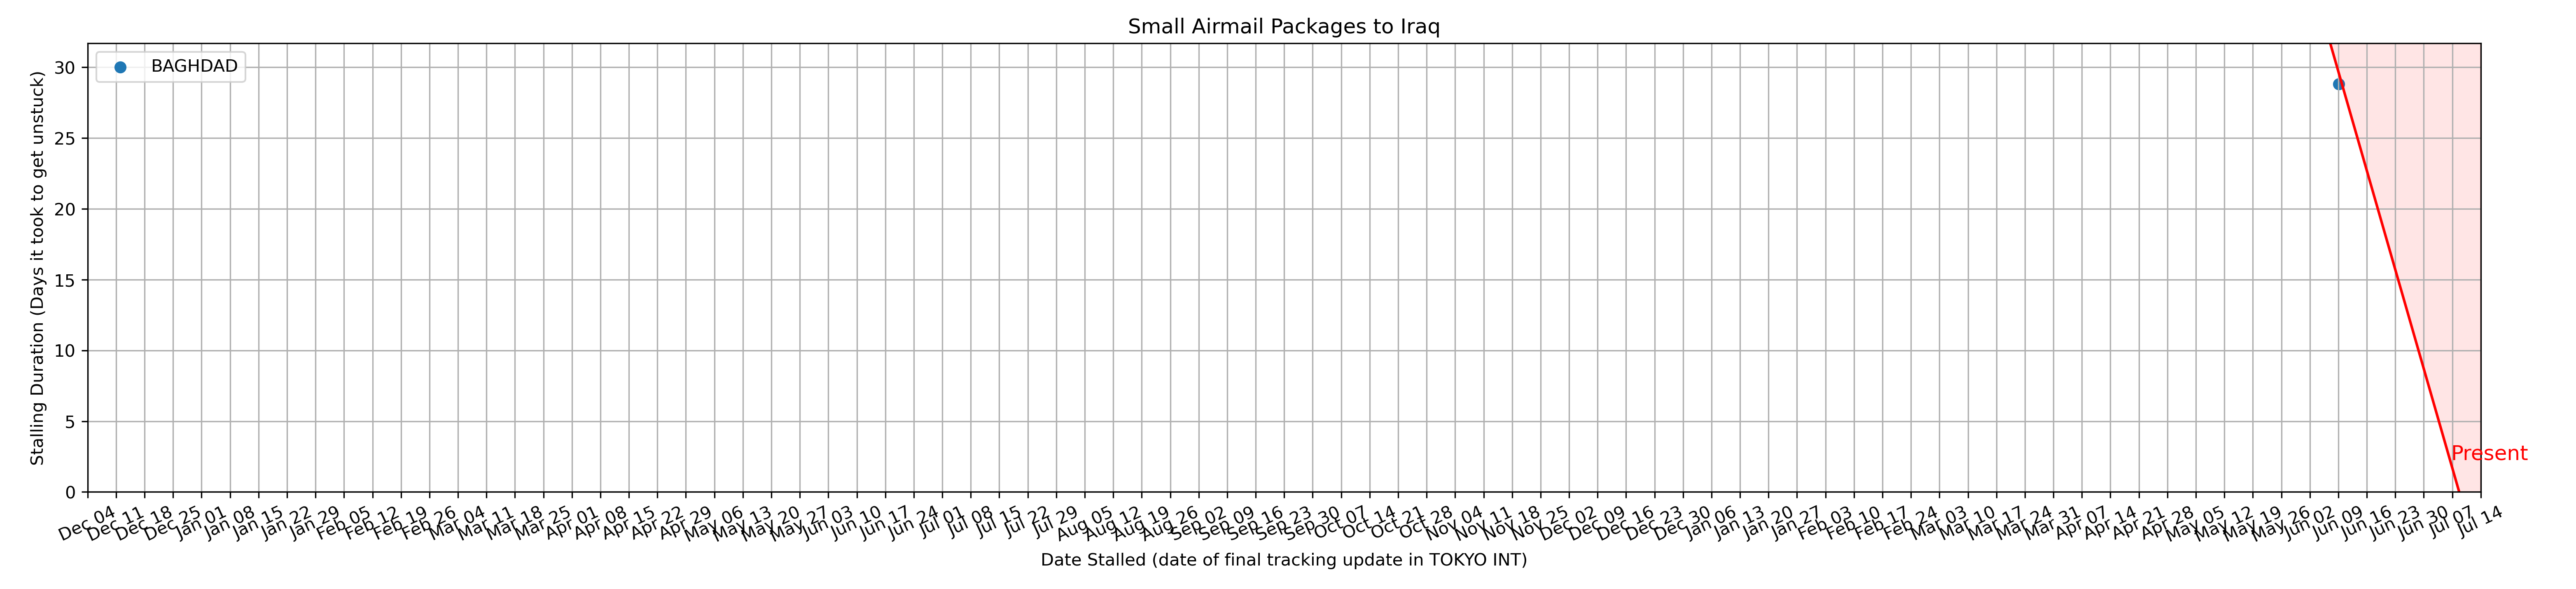 Small Airmail Packages to Iraq
BAGHDAD
Stalling Duration (Days it took to get unstuck)
30
25
20
15
10
5
0
Present
Dec 04
Dec 11
Dec 18
Dec 25
Jan 01
Jan 08
Jan 15
Jan 22
Jan 29
Feb 05
Feb 12
Feb 19
Feb 26
Mar 04
Mar 11
Mar 18
Mar 25
Apr 01
Apr 08
Apr 15
Apr 22
Apr 29
May 06
May 13
May 20
May 27
Jun 03
Jun 10
Jun 17
Jun 24
Jul 01
Jul 08
Jul 15
Jul 22
Jul 29
Aug 05
Aug 12
Aug 19
Aug 26
Sep 02
Sep 09
Sep 16
Sep 23
Sep 30
Oct 07
Oct 14
Oct 21
Oct 28
Nov 04
Nov 11
Nov 18
Nov 25
Dec 02
Dec 09
Dec 16
Dec 23
Dec 30
Jan 06
Jan 13
Jan 20
Jan 27
Feb 03
Feb 10
Feb 17
Feb 24
Mar 03
Mar 10
Mar 17
Mar 24
Mar 31
Apr 07
Apr 14
Apr 21
Apr 28
May 05
May 12
May 19
May 26
Jun 02
Jun 09
Jun 16
Jun 23
Jun 30
Jul 07
Jul 14
Date Stalled (date of final tracking update in TOKYO INT)